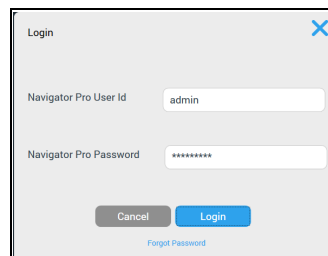 Login
Navigator Pro User Id
admin
Navigator Pro Password
*********
Cancel
Login
Forgot Password